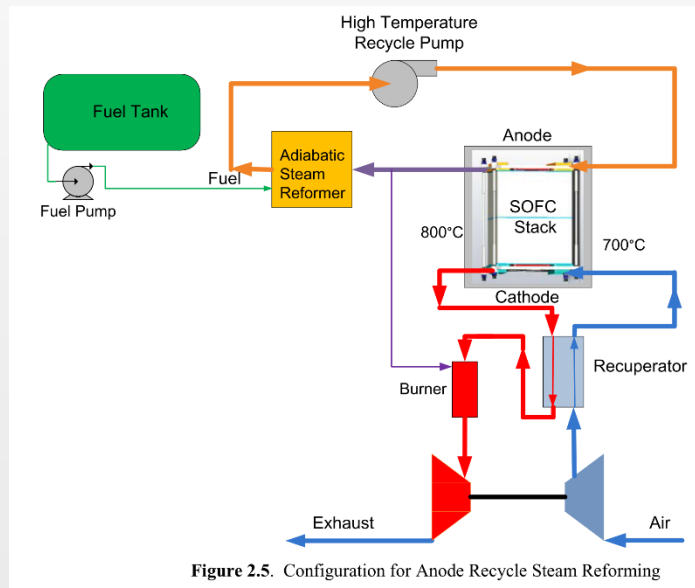 High Temperature
Recycle Pump
Fuel Tank
Anode
Adiabatic
Steam
Reformer
Fuel
Fuel Pump
SOFC
Stack
800°C
700°C
Cathode
Recuperator
Burner
Exhaust
Air
Figure 2.5. Configuration for Anode Recycle Steam Reforming